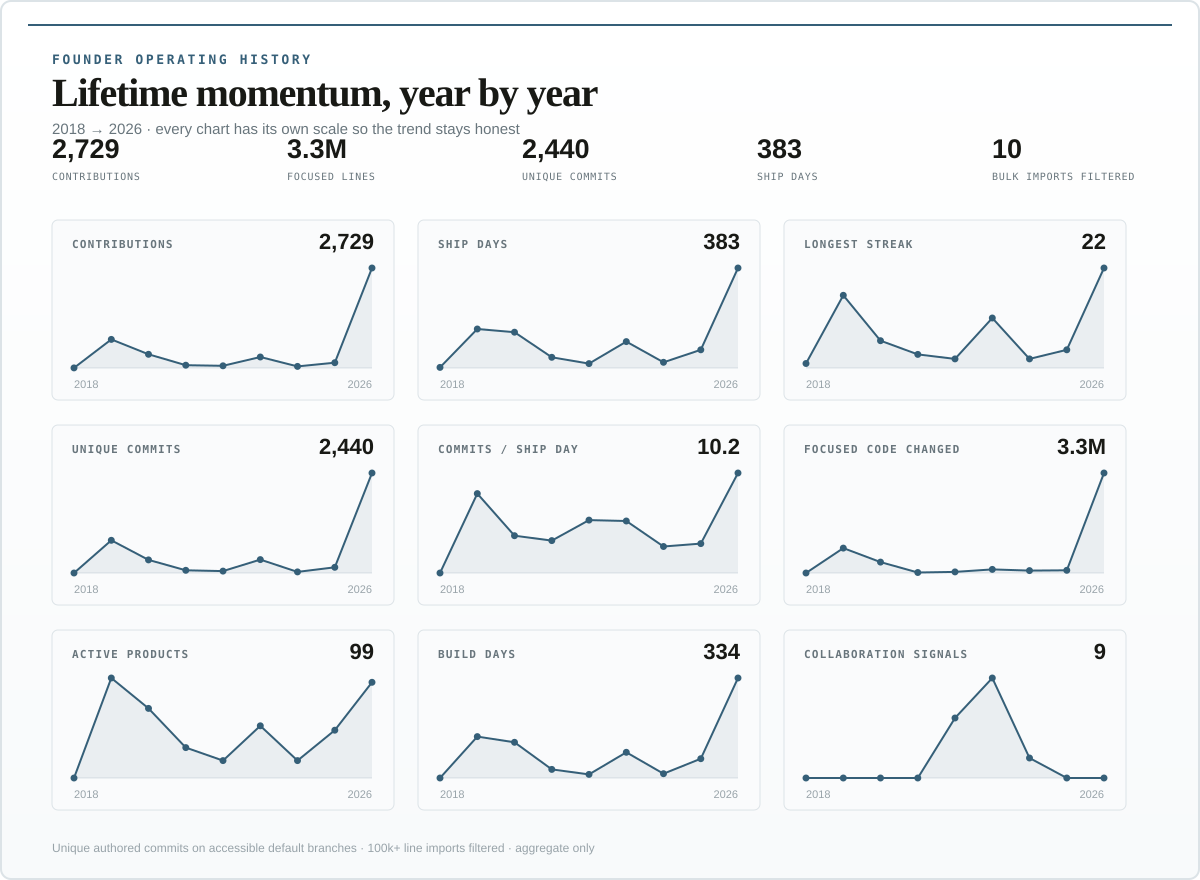 FOUNDER OPERATING HISTORY
Lifetime momentum, year by year
2018 → 2026 · every chart has its own scale so the trend stays honest
2,729 3.3M 2,440 383 10
CONTRIBUTIONS FOCUSED LINES UNIQUE COMMITS SHIP DAYS BULK IMPORTS FILTERED
CONTRIBUTIONS 2,729
2018 2026
SHIP DAYS 383
2018 2026
LONGEST STREAK 22
2018 2026
UNIQUE COMMITS 2,440
2018 2026
COMMITS / SHIP DAY 10.2
2018 2026
FOCUSED CODE CHANGED 3.3M
2018 2026
ACTIVE PRODUCTS 99
2018 2026
BUILD DAYS 334
2018 2026
COLLABORATION SIGNALS 9
2018 2026
Unique authored commits on accessible default branches · 100k+ line imports filtered · aggregate only